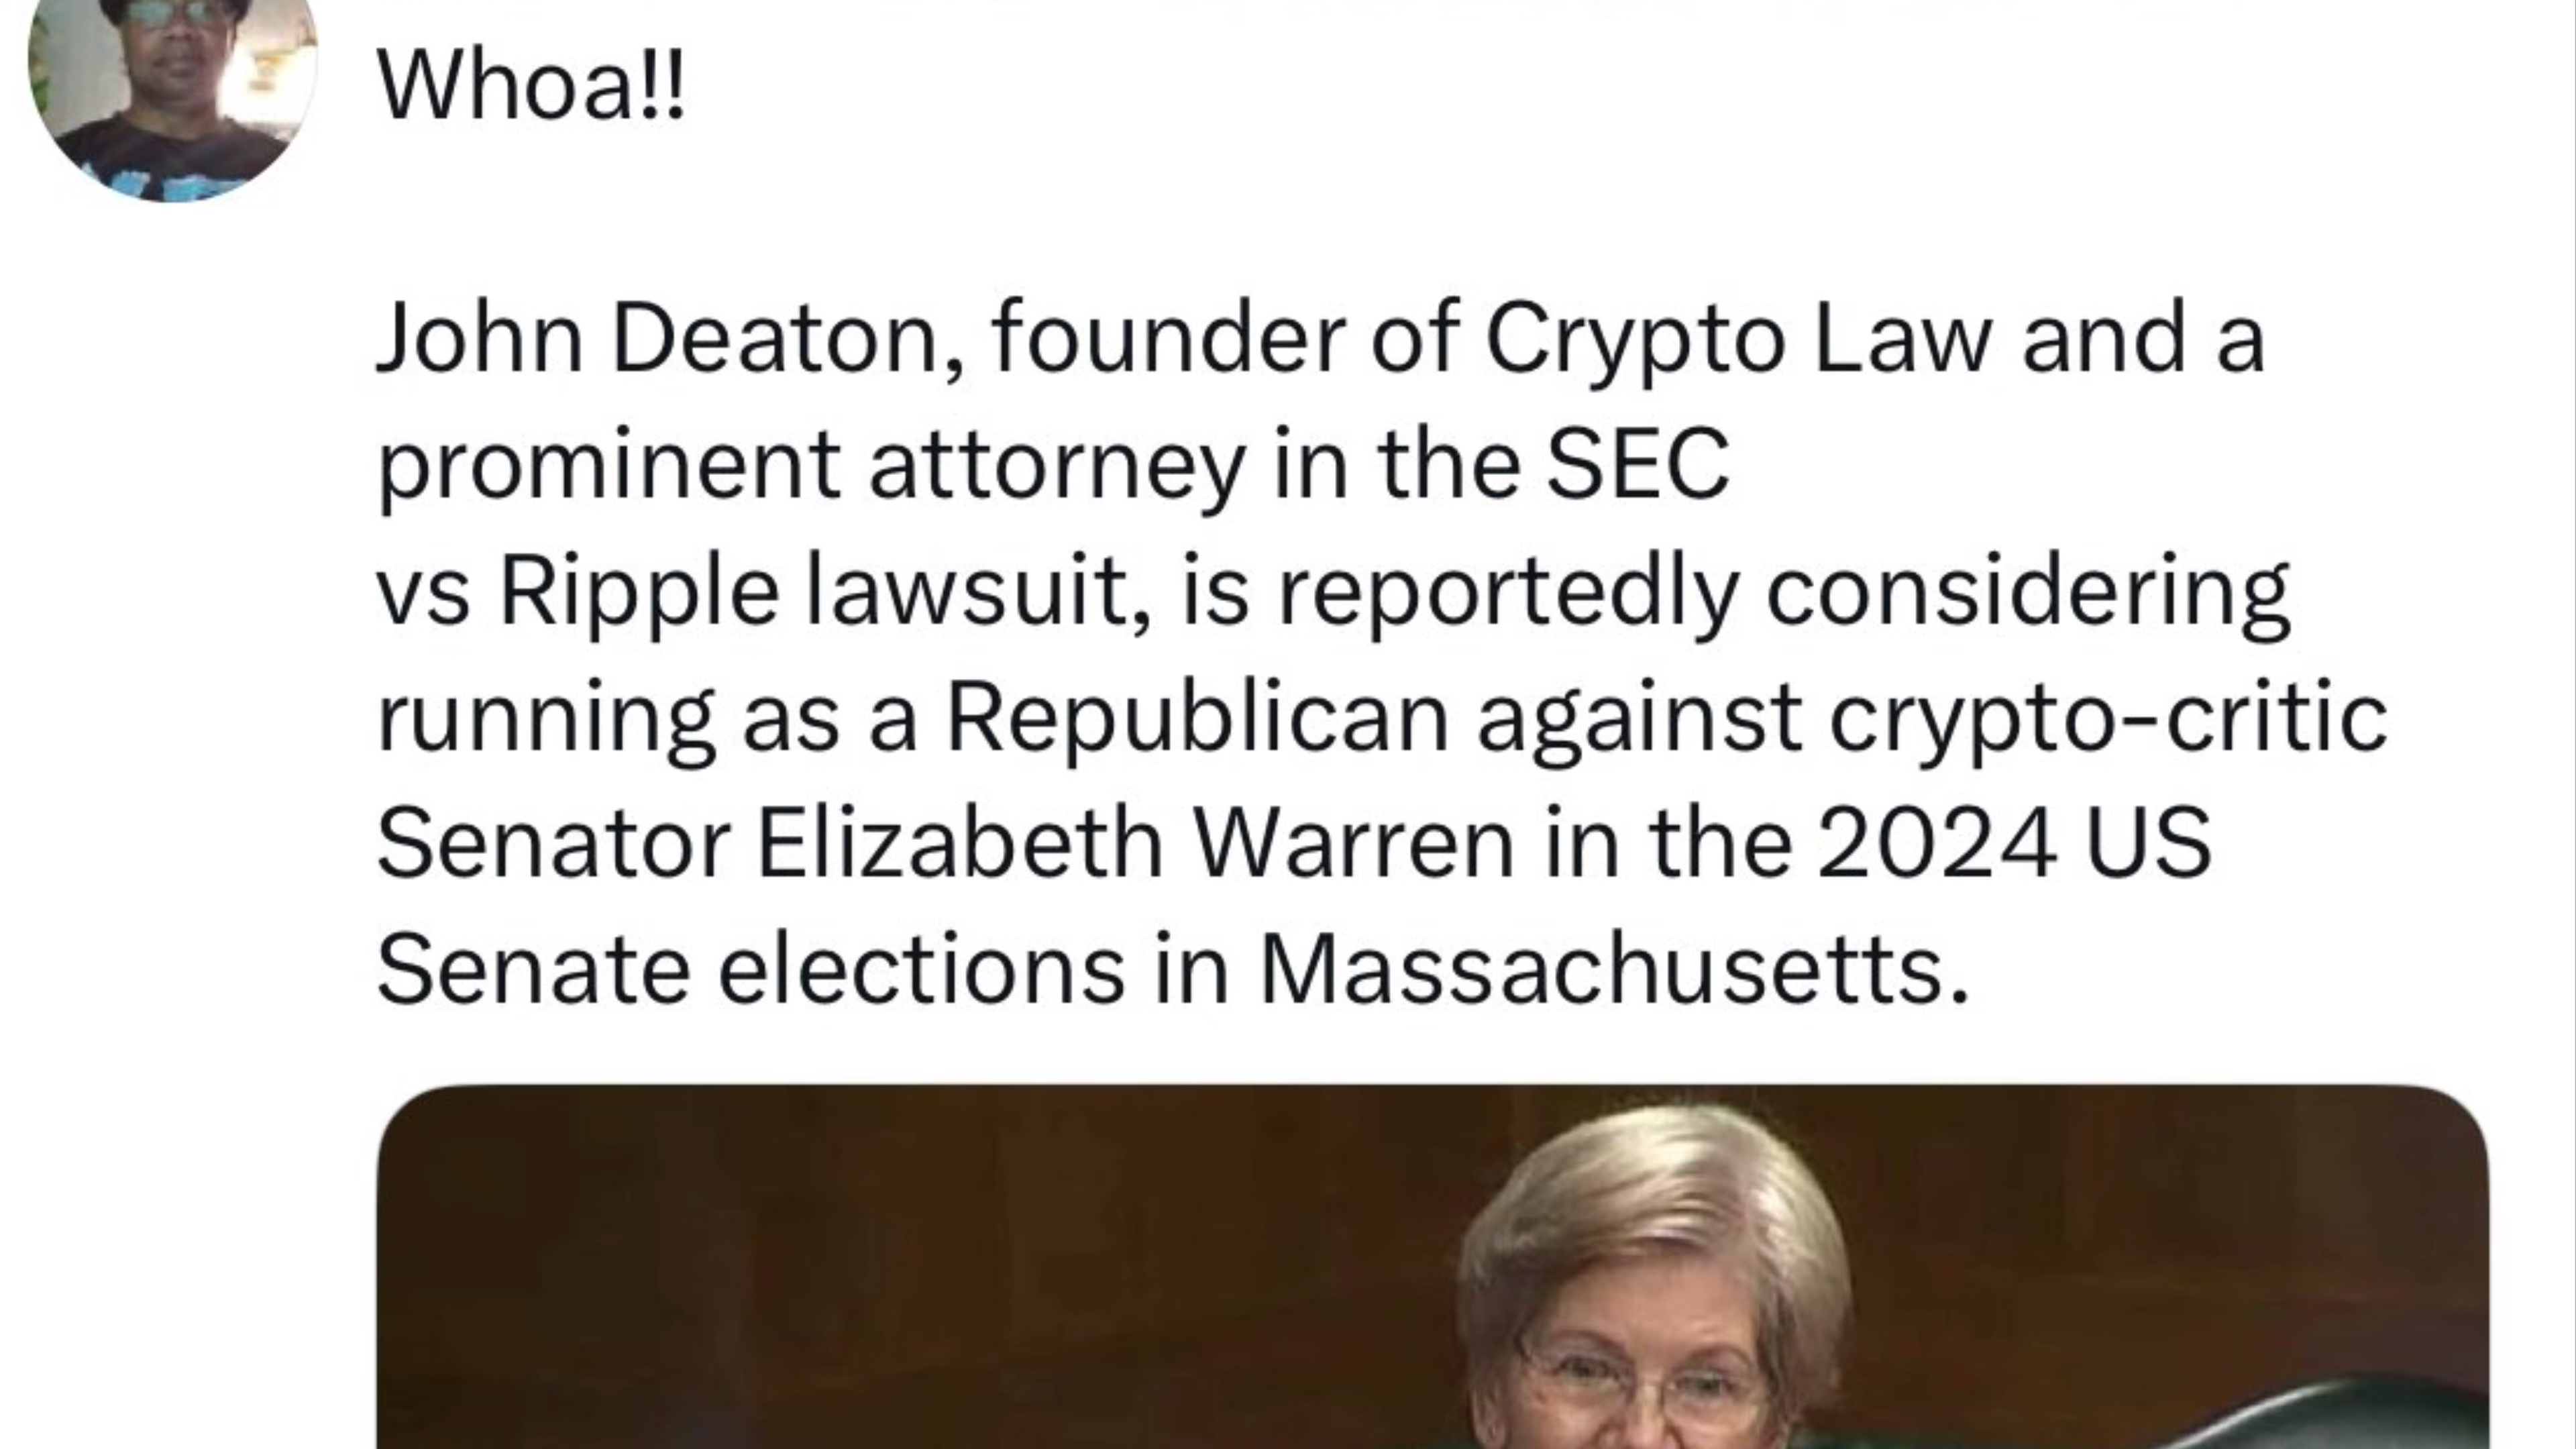 Whoa!!
John Deaton, founder of Crypto Law and a
prominent attorney in the SEC
vs Ripple lawsuit, is reportedly considering
running as a Republican against crypto-critic
Senator Elizabeth Warren in the 2024 US
Senate elections in Massachusetts.